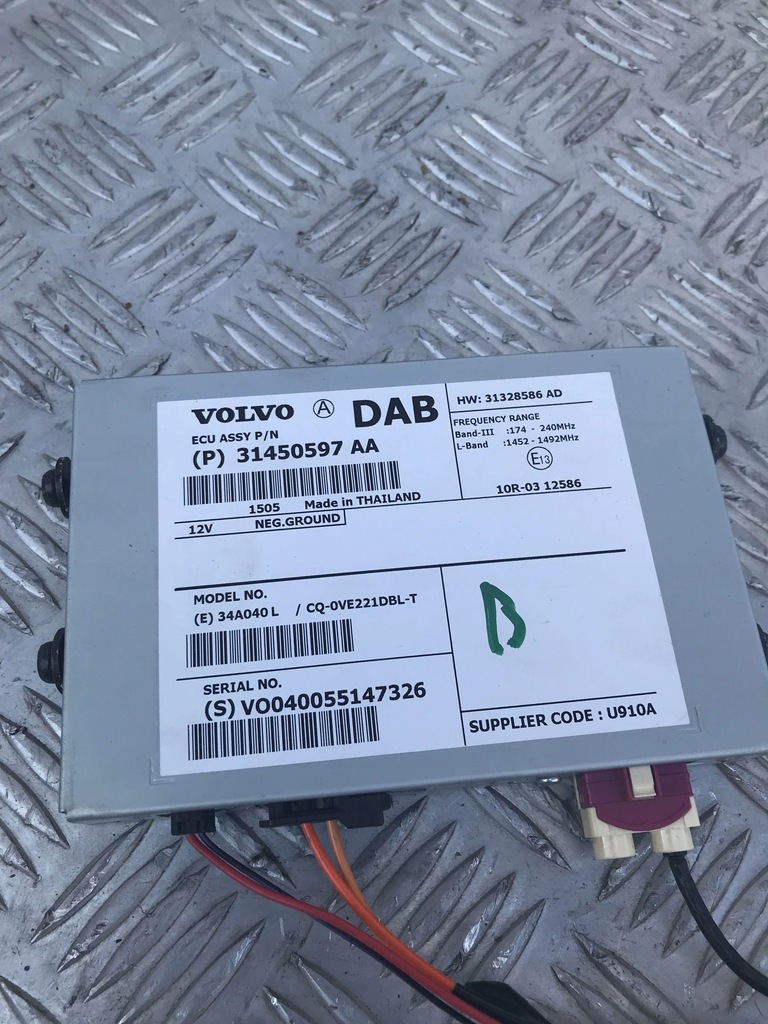 VOLVO Ⓐ DAB
ECU ASSY P/N
(P) 31450597 AA
1505 Made in THAILAND
12V NEG.GROUND
HW: 31328586 AD
FREQUENCY RANGE
Band-III :174 - 240MHz
L-Band :1452 - 1492MHz
E13
10R-03 12586
MODEL NO.
(E) 34A040 L / CQ-0VE221DBL-T
SERIAL NO.
(S) VO040055147326
D
SUPPLIER CODE : U910A